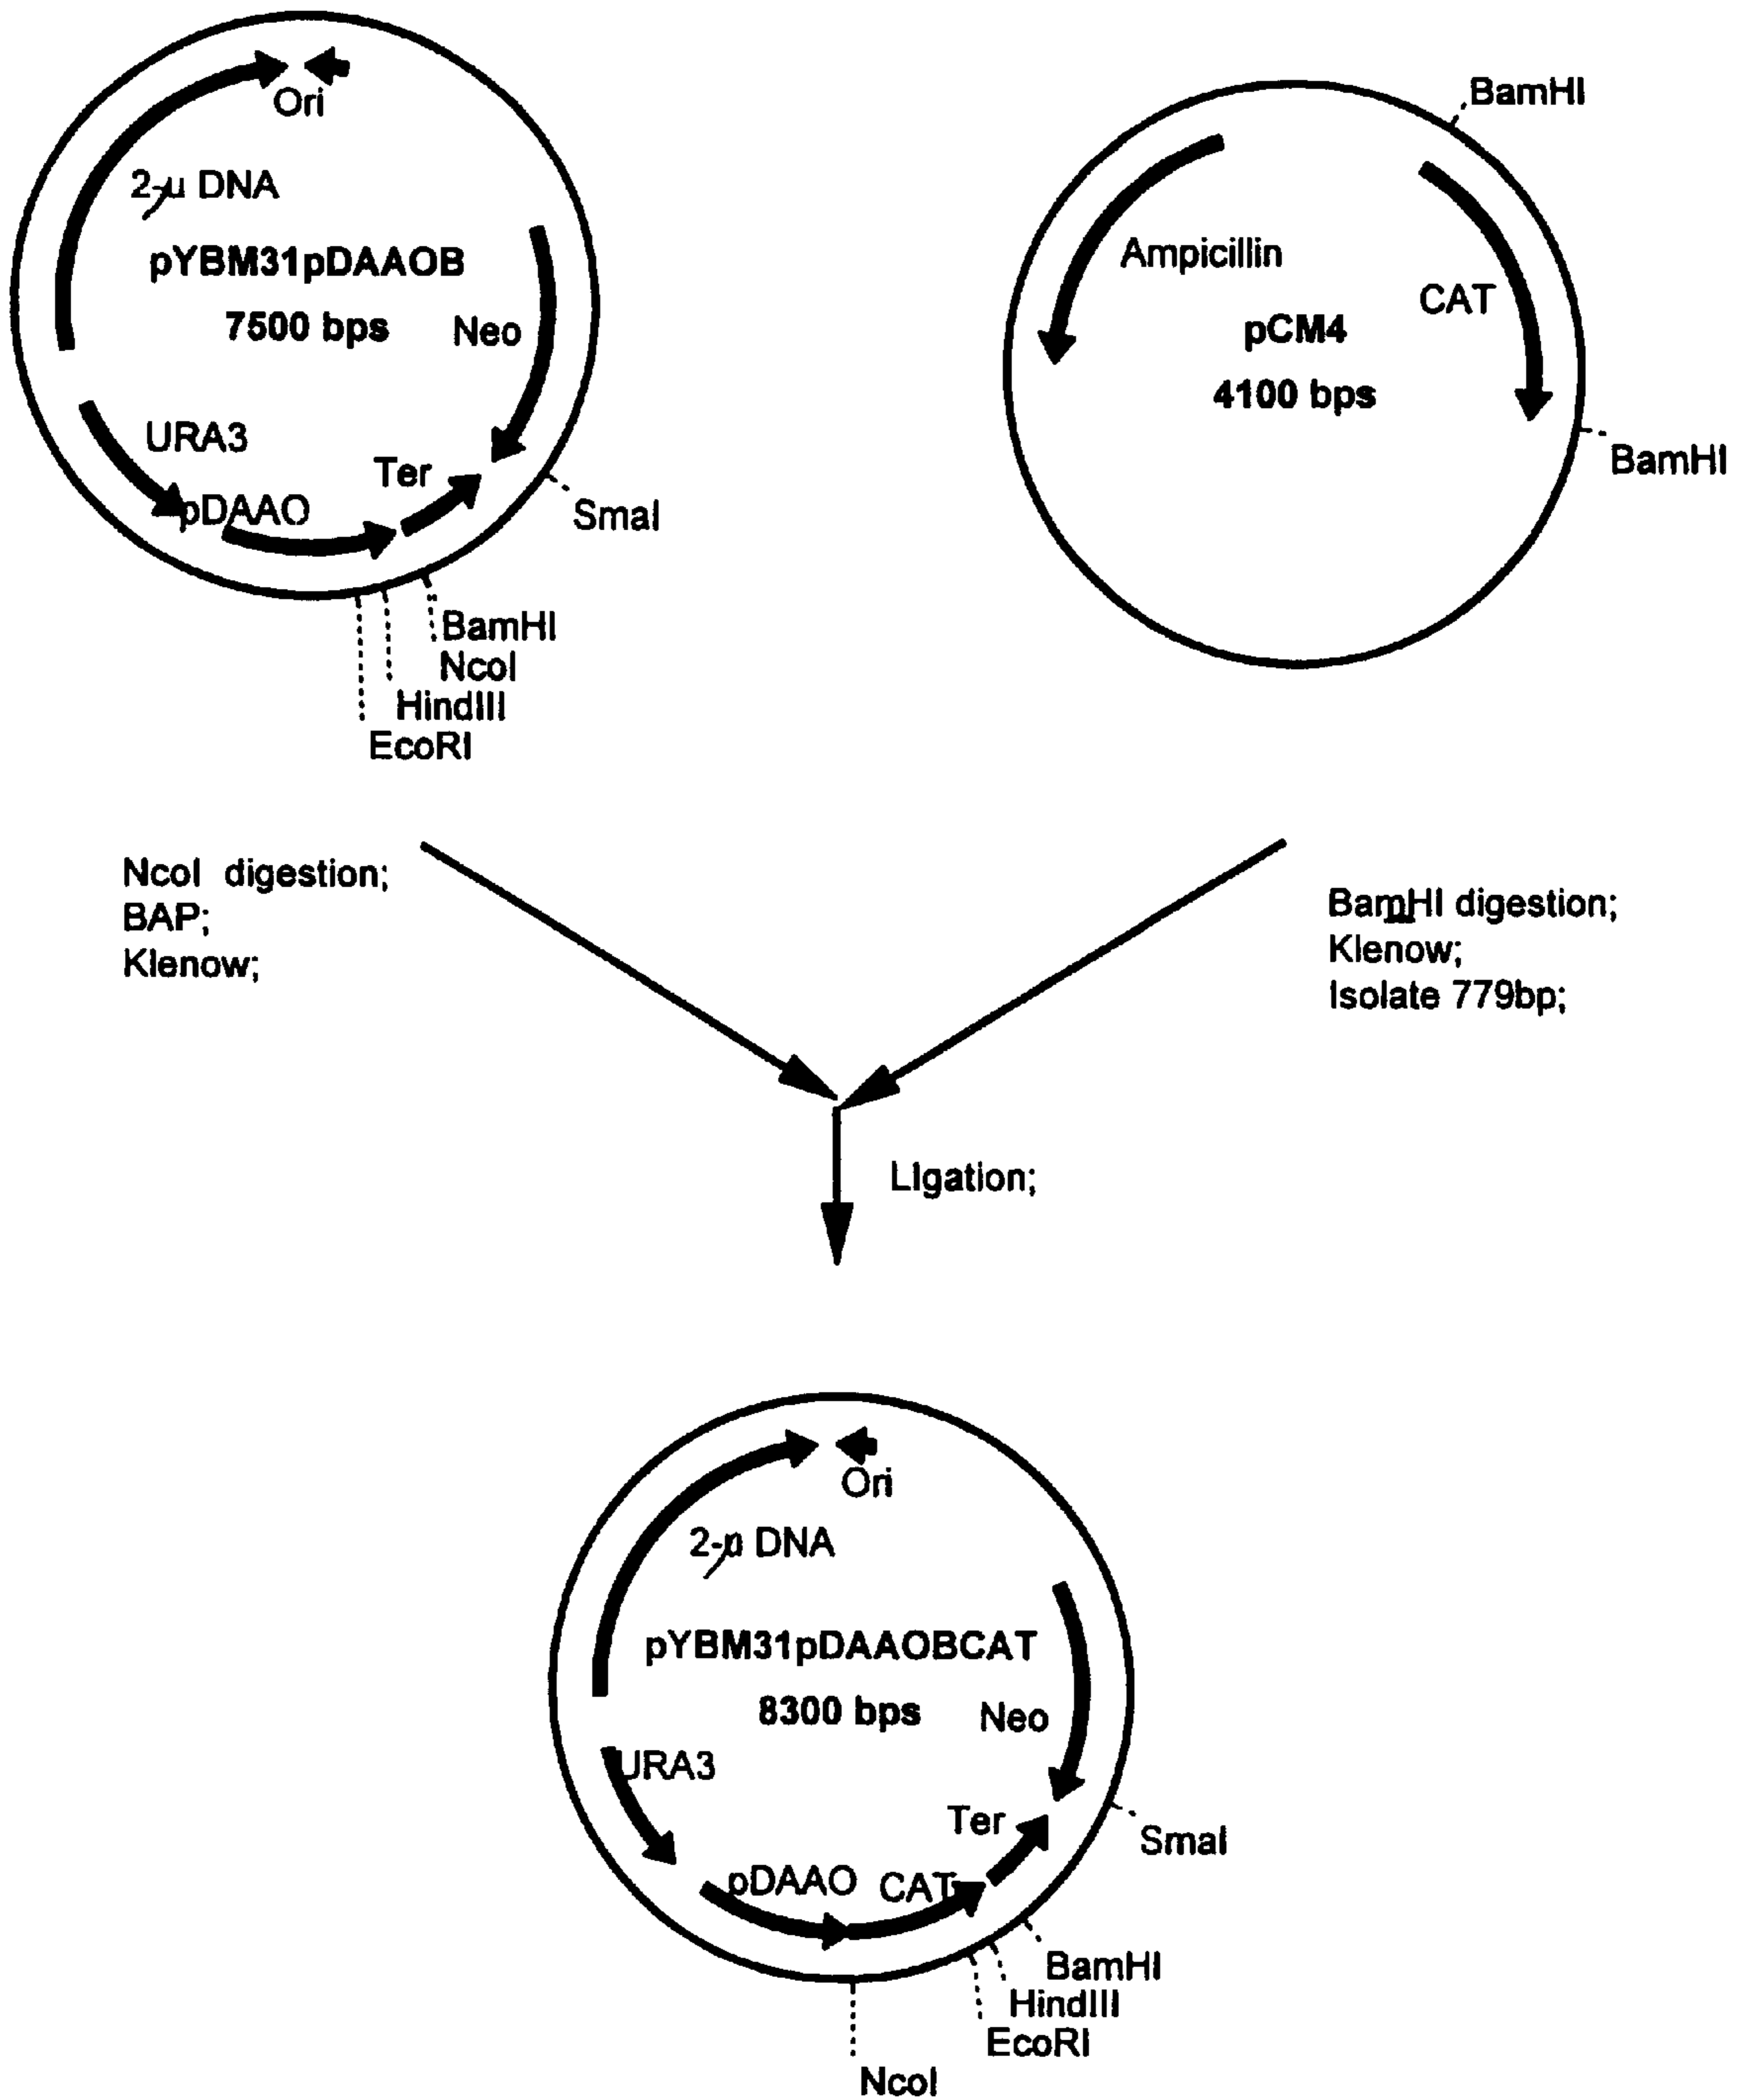 Ori
2-µ DNA
pYBM31pDAAOB
7500 bps
Neo
URA3
Ter
pDAAO
SmaI
BamHI
NcoI
HindIII
EcoRI
BamHI
Ampicillin
CAT
pCM4
4100 bps
BamHI
NcoI digestion;
BAP;
Klenow;
BamHI digestion;
Klenow;
Isolate 779bp;
Ligation;
Ori
2-µ DNA
pYBM31pDAAOBCAT
8300 bps
Neo
URA3
Ter
SmaI
pDAAO CAT
BamHI
HindIII
EcoRI
NcoI